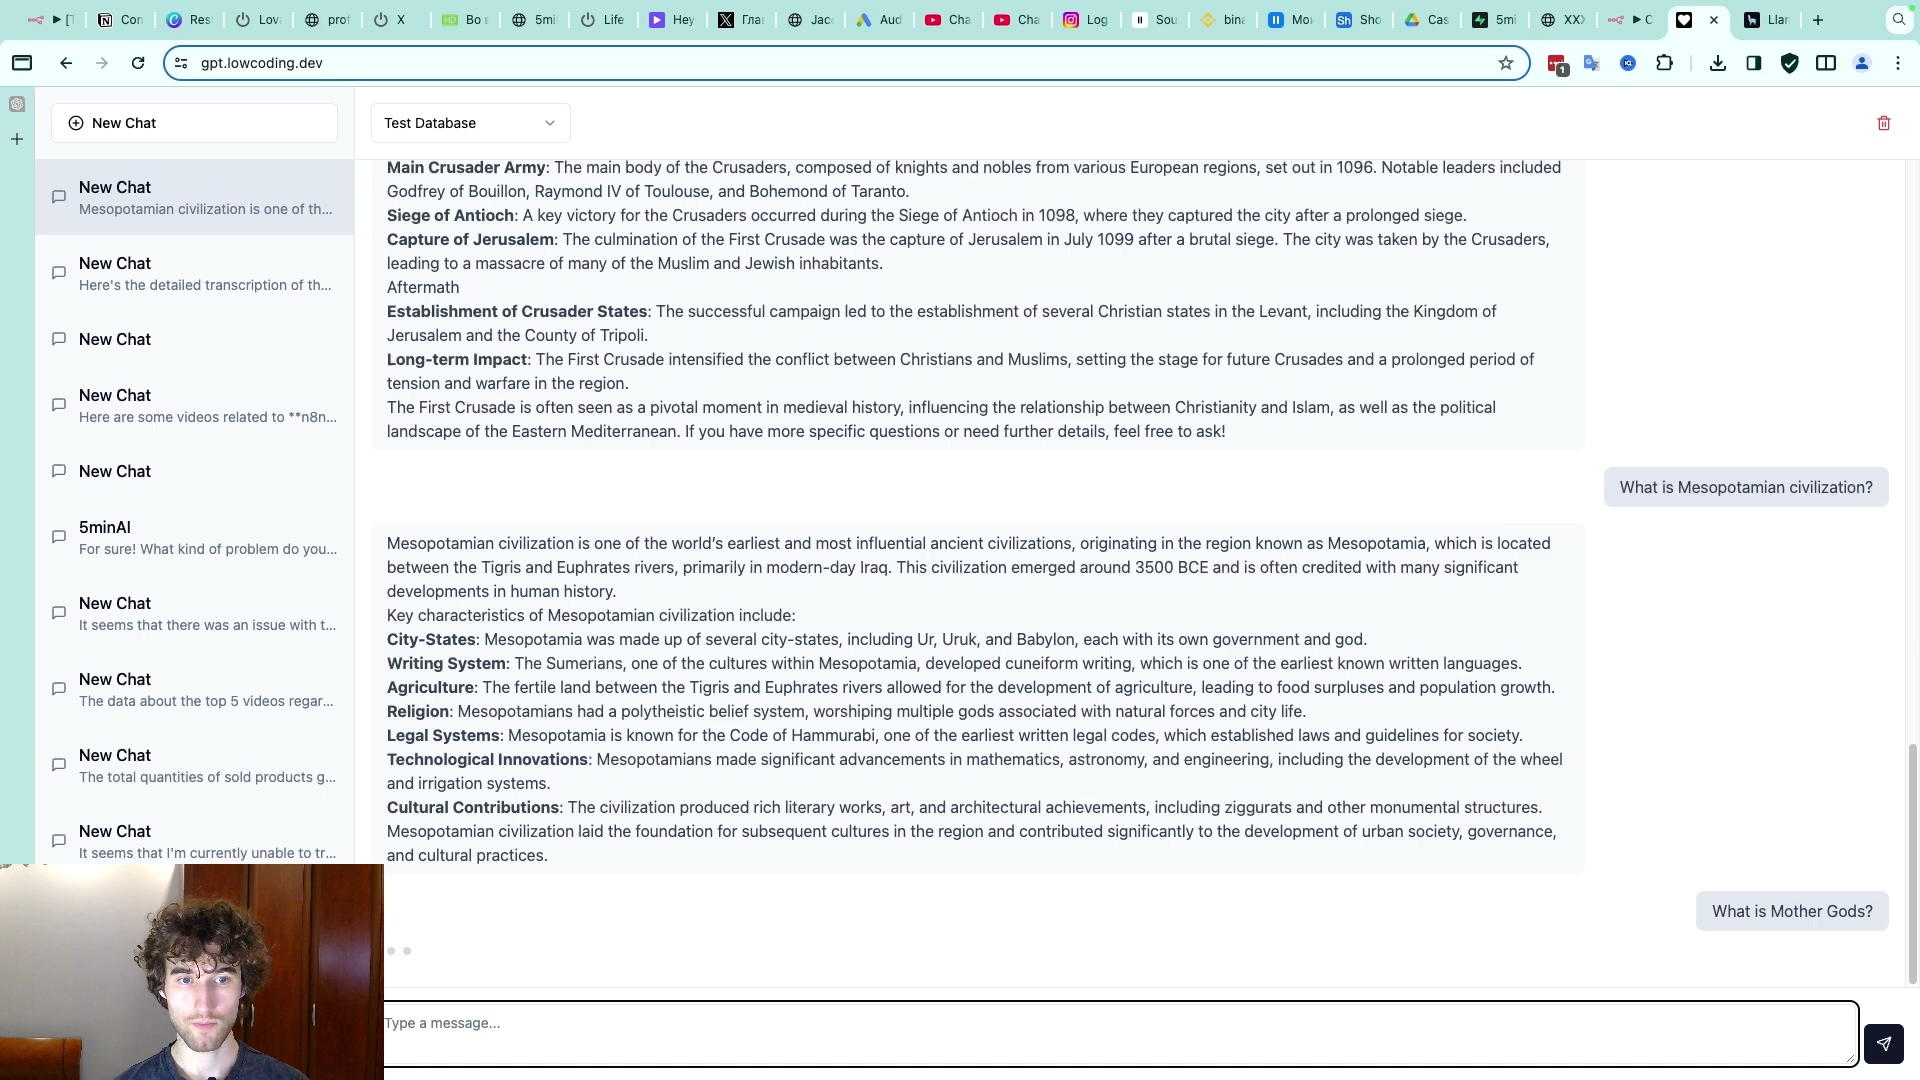 [T
Con
Res
Lova
prof
X
Во в
5mi
Life
Hey
Гла
Jac
Aud
Cha
Cha
Log
Sou
bina
Mov
Sho
Cas
5mi
XXX
C
Llar
gpt.lowcoding.dev
1
New Chat
Test Database
New Chat
Mesopotamian civilization is one of th...
New Chat
Here's the detailed transcription of th...
New Chat
New Chat
Here are some videos related to **n8n...
New Chat
5minAI
For sure! What kind of problem do you...
New Chat
It seems that there was an issue with t...
New Chat
The data about the top 5 videos regar...
New Chat
The total quantities of sold products g...
New Chat
It seems that I'm currently unable to tr...
Main Crusader Army: The main body of the Crusaders, composed of knights and nobles from various European regions, set out in 1096. Notable leaders included
Godfrey of Bouillon, Raymond IV of Toulouse, and Bohemond of Taranto.
Siege of Antioch: A key victory for the Crusaders occurred during the Siege of Antioch in 1098, where they captured the city after a prolonged siege.
Capture of Jerusalem: The culmination of the First Crusade was the capture of Jerusalem in July 1099 after a brutal siege. The city was taken by the Crusaders,
leading to a massacre of many of the Muslim and Jewish inhabitants.
Aftermath
Establishment of Crusader States: The successful campaign led to the establishment of several Christian states in the Levant, including the Kingdom of
Jerusalem and the County of Tripoli.
Long-term Impact: The First Crusade intensified the conflict between Christians and Muslims, setting the stage for future Crusades and a prolonged period of
tension and warfare in the region.
The First Crusade is often seen as a pivotal moment in medieval history, influencing the relationship between Christianity and Islam, as well as the political
landscape of the Eastern Mediterranean. If you have more specific questions or need further details, feel free to ask!
What is Mesopotamian civilization?
Mesopotamian civilization is one of the world's earliest and most influential ancient civilizations, originating in the region known as Mesopotamia, which is located
between the Tigris and Euphrates rivers, primarily in modern-day Iraq. This civilization emerged around 3500 BCE and is often credited with many significant
developments in human history.
Key characteristics of Mesopotamian civilization include:
City-States: Mesopotamia was made up of several city-states, including Ur, Uruk, and Babylon, each with its own government and god.
Writing System: The Sumerians, one of the cultures within Mesopotamia, developed cuneiform writing, which is one of the earliest known written languages.
Agriculture: The fertile land between the Tigris and Euphrates rivers allowed for the development of agriculture, leading to food surpluses and population growth.
Religion: Mesopotamians had a polytheistic belief system, worshiping multiple gods associated with natural forces and city life.
Legal Systems: Mesopotamia is known for the Code of Hammurabi, one of the earliest written legal codes, which established laws and guidelines for society.
Technological Innovations: Mesopotamians made significant advancements in mathematics, astronomy, and engineering, including the development of the wheel
and irrigation systems.
Cultural Contributions: The civilization produced rich literary works, art, and architectural achievements, including ziggurats and other monumental structures.
Mesopotamian civilization laid the foundation for subsequent cultures in the region and contributed significantly to the development of urban society, governance,
and cultural practices.
What is Mother Gods?
Type a message...